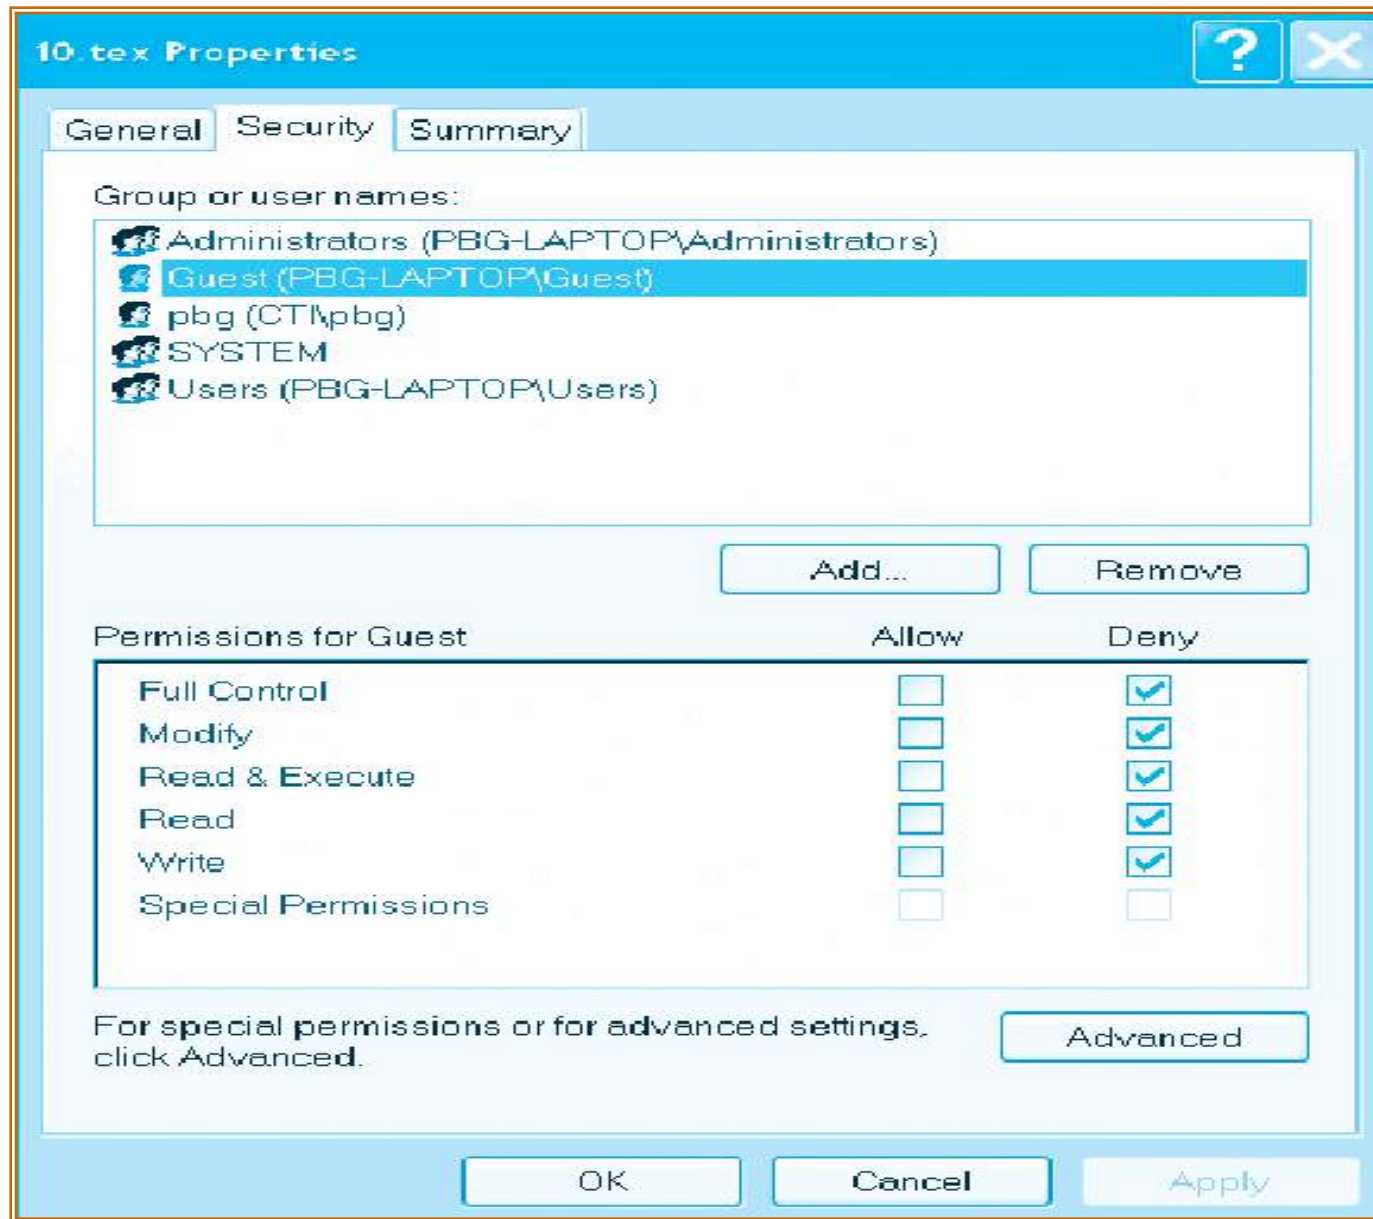 10.tex Properties
?
General Security Summary
Group or user names:
Administrators (PBG-LAPTOP\Administrators)
Guest (PBG-LAPTOP\Guest)
pbg (CTI\pbg)
SYSTEM
Users (PBG-LAPTOP\Users)
Add... Remove
Permissions for Guest Allow Deny
Full Control
Modify
Read & Execute
Read
Write
Special Permissions
For special permissions or for advanced settings,
click Advanced.
Advanced
OK Cancel Apply